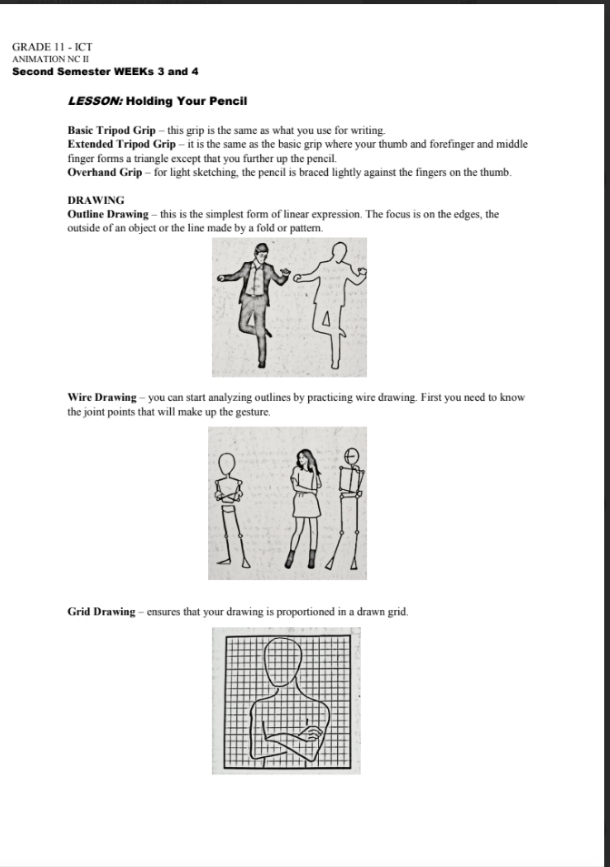 GRADE 11 - ICT
ANIMATION NC II
Second Semester WEEKs 3 and 4
LESSON: Holding Your Pencil
Basic Tripod Grip – this grip is the same as what you use for writing.
Extended Tripod Grip – it is the same as the basic grip where your thumb and forefinger and middle
finger forms a triangle except that you further up the pencil.
Overhand Grip – for light sketching, the pencil is braced lightly against the fingers on the thumb.
DRAWING
Outline Drawing – this is the simplest form of linear expression. The focus is on the edges, the
outside of an object or the line made by a fold or pattern.
Wire Drawing – you can start analyzing outlines by practicing wire drawing. First you need to know
the joint points that will make up the gesture.
Grid Drawing – ensures that your drawing is proportioned in a drawn grid.